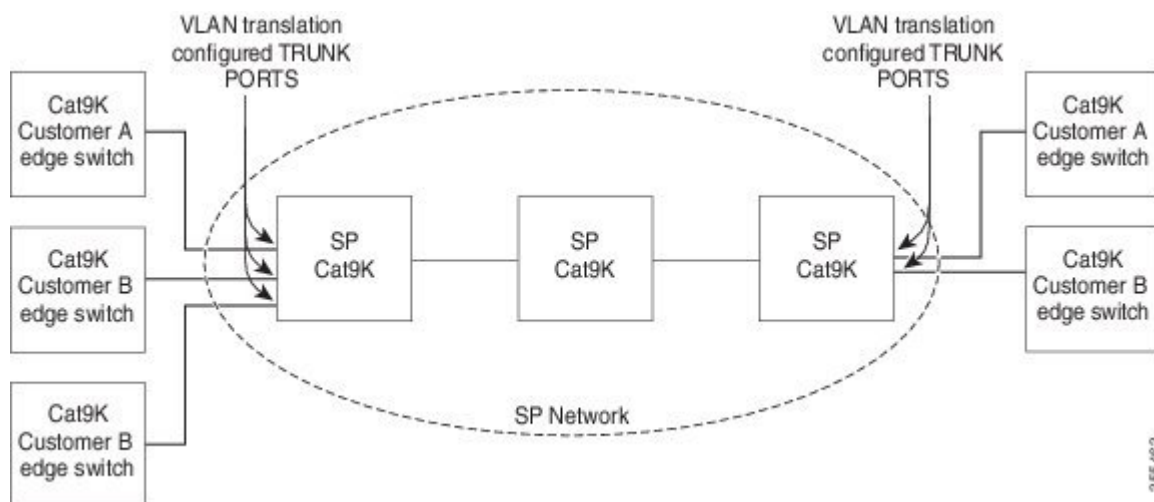 VLAN translation
configured TRUNK
PORTS
VLAN translation
configured TRUNK
PORTS
Cat9K
Customer A
edge switch
Cat9K
Customer A
edge switch
SP
Cat9K
SP
Cat9K
SP
Cat9K
Cat9K
Customer B
edge switch
Cat9K
Customer B
edge switch
Cat9K
Customer B
edge switch
SP Network